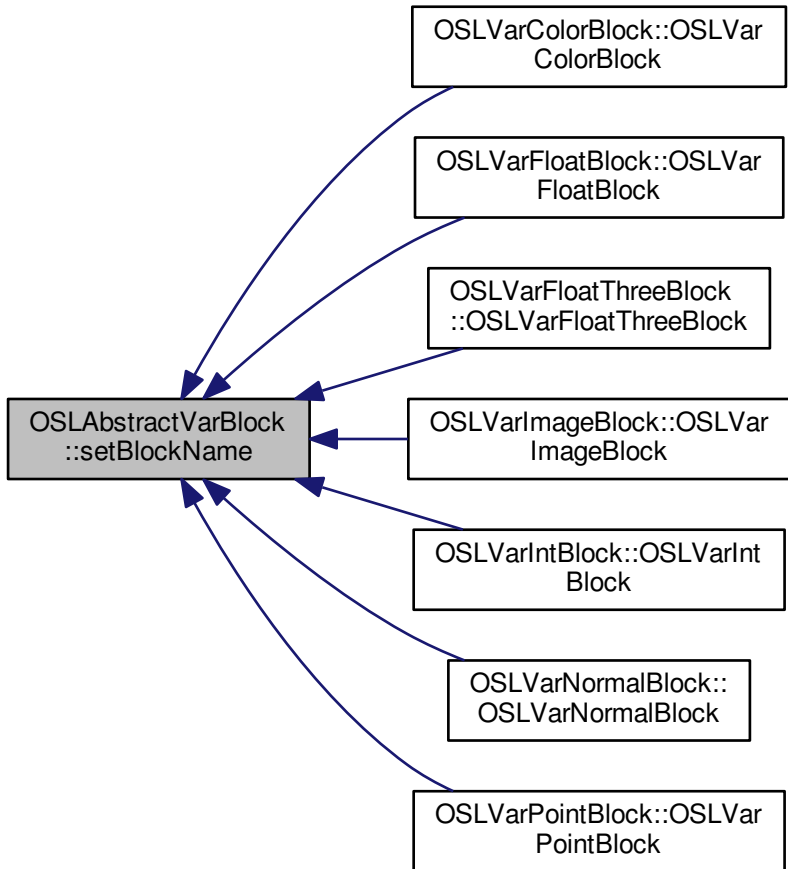 OSLVarColorBlock::OSLVar
ColorBlock
OSLVarFloatBlock::OSLVar
FloatBlock
OSLVarFloatThreeBlock
::OSLVarFloatThreeBlock
OSLAbstractVarBlock
::setBlockName
OSLVarImageBlock::OSLVar
ImageBlock
OSLVarIntBlock::OSLVarInt
Block
OSLVarNormalBlock::
OSLVarNormalBlock
OSLVarPointBlock::OSLVar
PointBlock